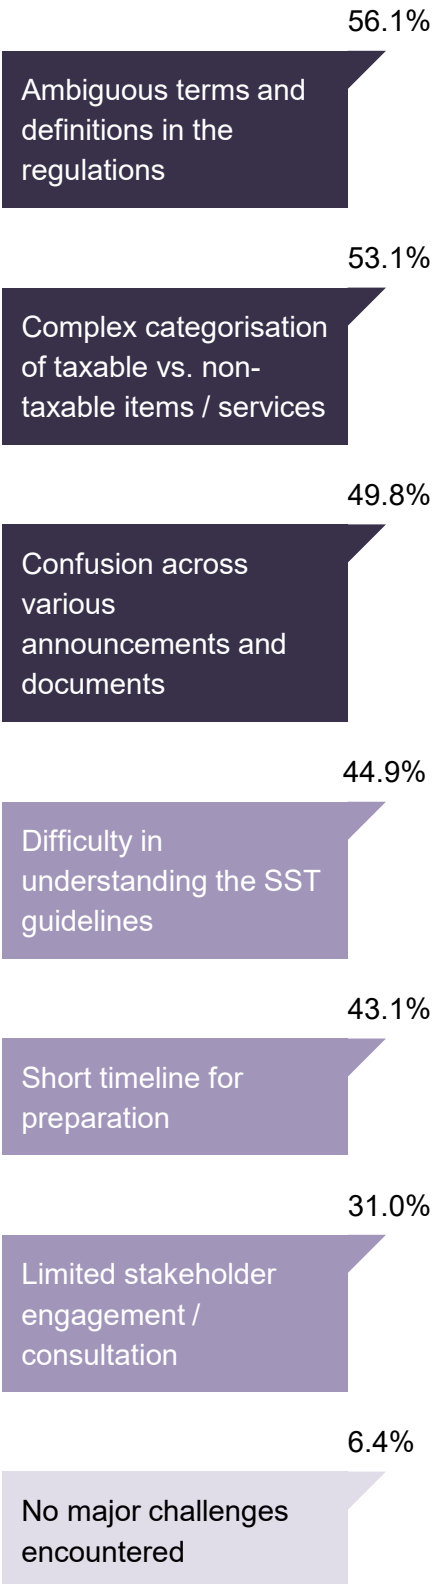 56.1%
Ambiguous terms and
definitions in the
regulations
53.1%
Complex categorisation
of taxable vs. non-
taxable items / services
49.8%
Confusion across
various
announcements and
documents
44.9%
Difficulty in
understanding the SST
guidelines
43.1%
Short timeline for
preparation
31.0%
Limited stakeholder
engagement /
consultation
6.4%
No major challenges
encountered